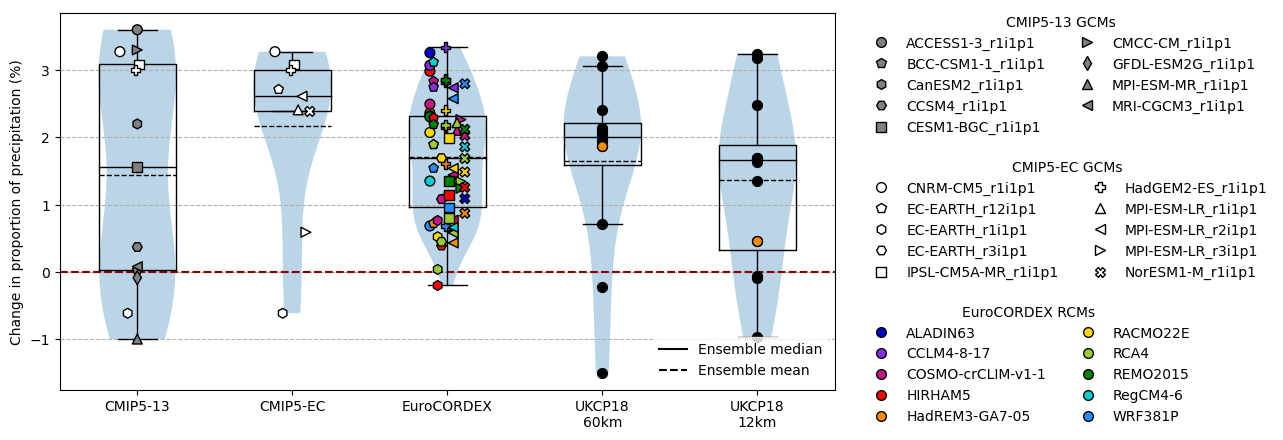 Change in proportion of precipitation (%)
3
2
1
0
−1
CMIP5-13
CMIP5-EC
EuroCORDEX
UKCP18
60km
UKCP18
12km
Ensemble median
Ensemble mean
CMIP5-13 GCMs
ACCESS1-3_r1i1p1
BCC-CSM1-1_r1i1p1
CanESM2_r1i1p1
CCSM4_r1i1p1
CESM1-BGC_r1i1p1
CMCC-CM_r1i1p1
GFDL-ESM2G_r1i1p1
MPI-ESM-MR_r1i1p1
MRI-CGCM3_r1i1p1
CMIP5-EC GCMs
CNRM-CM5_r1i1p1
EC-EARTH_r12i1p1
EC-EARTH_r1i1p1
EC-EARTH_r3i1p1
IPSL-CM5A-MR_r1i1p1
HadGEM2-ES_r1i1p1
MPI-ESM-LR_r1i1p1
MPI-ESM-LR_r2i1p1
MPI-ESM-LR_r3i1p1
NorESM1-M_r1i1p1
EuroCORDEX RCMs
ALADIN63
CCLM4-8-17
COSMO-crCLIM-v1-1
HIRHAM5
HadREM3-GA7-05
RACMO22E
RCA4
REMO2015
RegCM4-6
WRF381P